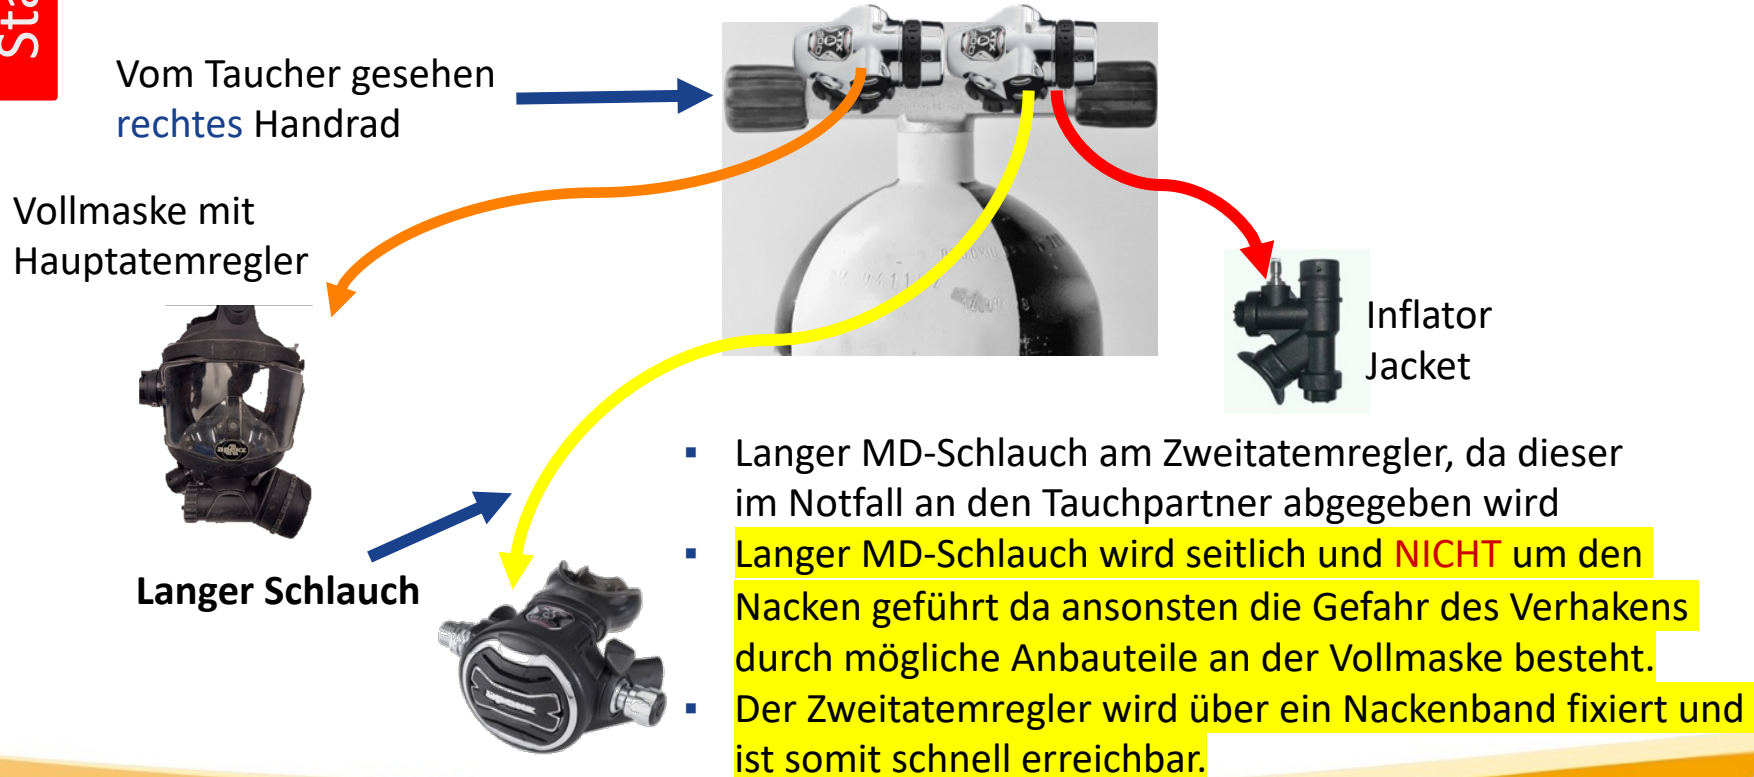 Sta
Vom Taucher gesehen
rechtes Handrad
Vollmaske mit
Hauptatemregler
Inflator
Jacket
Langer Schlauch
▪ Langer MD-Schlauch am Zweitatemregler, da dieser
im Notfall an den Tauchpartner abgegeben wird
▪ Langer MD-Schlauch wird seitlich und NICHT um den
Nacken geführt da ansonsten die Gefahr des Verhakens
durch mögliche Anbauteile an der Vollmaske besteht.
▪ Der Zweitatemregler wird über ein Nackenband fixiert und
ist somit schnell erreichbar.